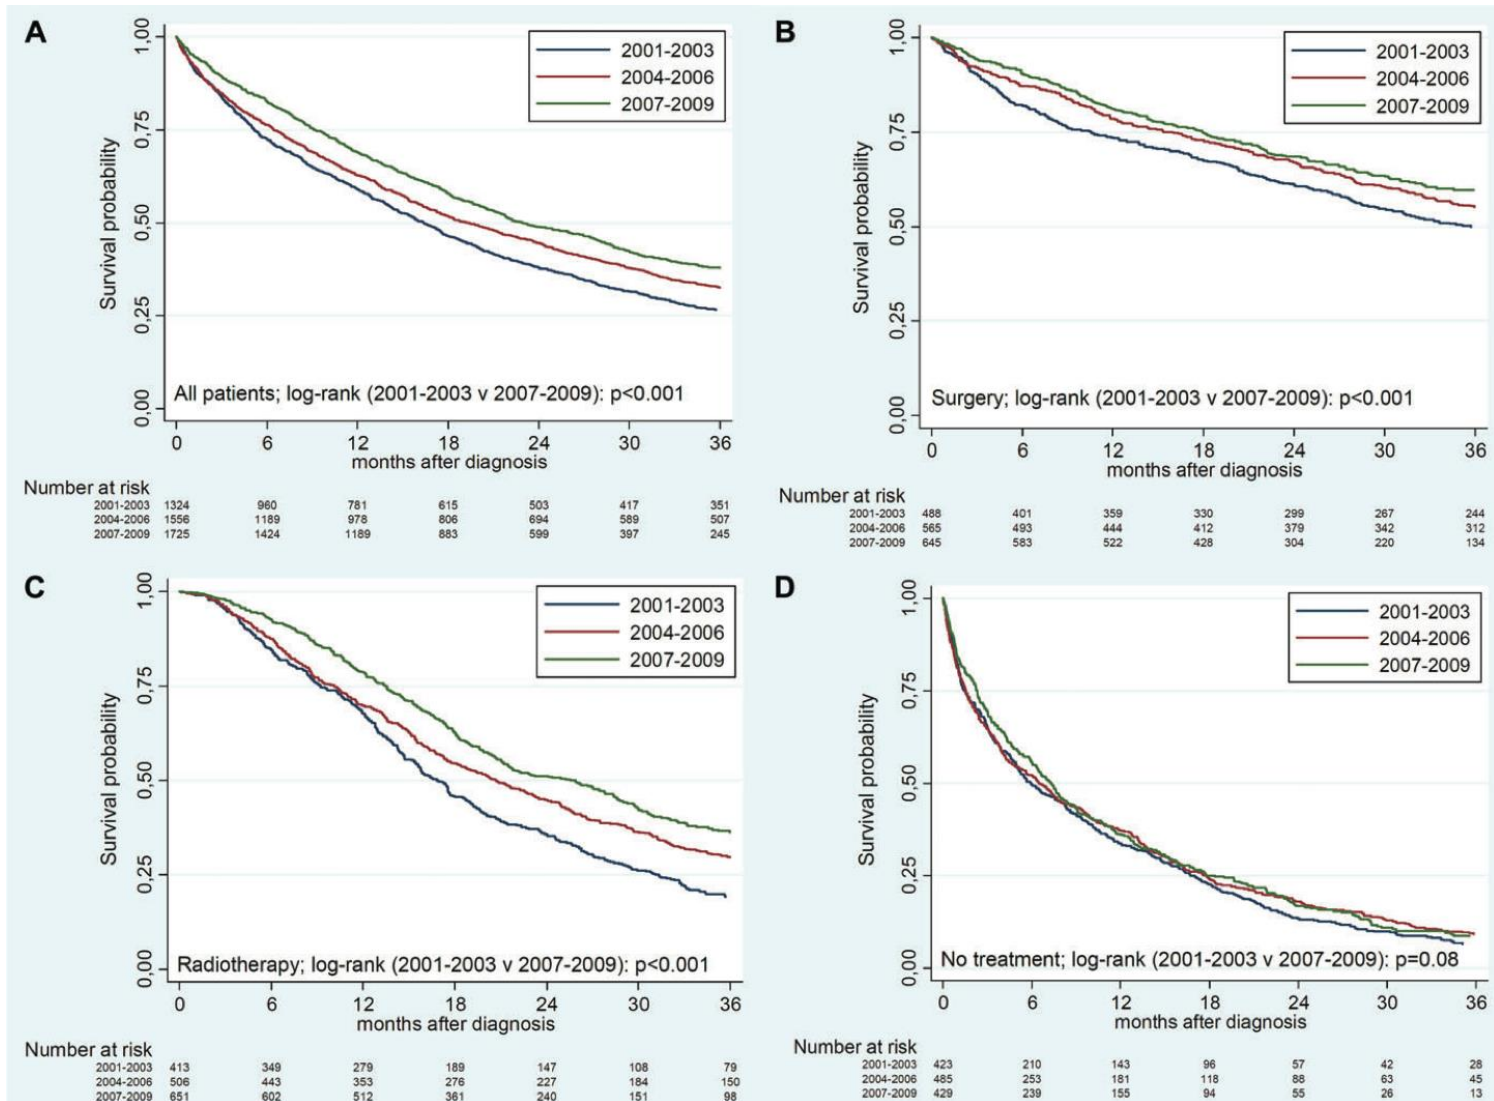 A
1,00
0,75
0,50
0,25
0,00
Survival probability
2001-2003
2004-2006
2007-2009
All patients; log-rank (2001-2003 v 2007-2009): p<0.001
0 6 12 18 24 30 36
months after diagnosis
Number at risk
2001-2003 1324 960 781 615 503 417 351
2004-2006 1556 1189 978 806 694 589 507
2007-2009 1725 1424 1189 883 599 397 245
B
1,00
0,75
0,50
0,25
0,00
Survival probability
2001-2003
2004-2006
2007-2009
Surgery; log-rank (2001-2003 v 2007-2009): p<0.001
0 6 12 18 24 30 36
months after diagnosis
Number at risk
2001-2003 488 401 359 330 299 267 244
2004-2006 565 493 444 412 379 342 312
2007-2009 645 583 522 428 304 220 134
C
1,00
0,75
0,50
0,25
0,00
Survival probability
2001-2003
2004-2006
2007-2009
Radiotherapy; log-rank (2001-2003 v 2007-2009): p<0.001
0 6 12 18 24 30 36
months after diagnosis
Number at risk
2001-2003 413 349 279 189 147 108 79
2004-2006 506 443 353 276 227 184 150
2007-2009 651 602 512 361 240 151 98
D
1,00
0,75
0,50
0,25
0,00
Survival probability
2001-2003
2004-2006
2007-2009
No treatment; log-rank (2001-2003 v 2007-2009): p=0.08
0 6 12 18 24 30 36
months after diagnosis
Number at risk
2001-2003 423 210 143 96 57 42 28
2004-2006 485 253 181 118 88 63 45
2007-2009 429 239 155 94 55 26 13